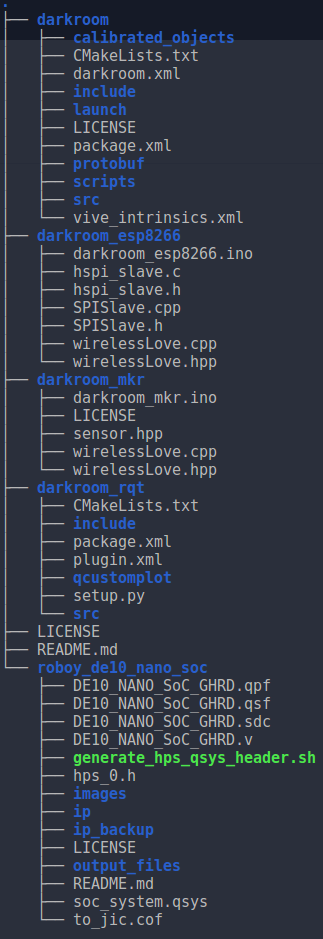 .
├── darkroom
│   ├── calibrated_objects
│   ├── CMakeLists.txt
│   ├── darkroom.xml
│   ├── include
│   ├── launch
│   ├── LICENSE
│   ├── package.xml
│   ├── protobuf
│   ├── scripts
│   ├── src
│   └── vive_intrinsics.xml
├── darkroom_esp8266
│   ├── darkroom_esp8266.ino
│   ├── hspi_slave.c
│   ├── hspi_slave.h
│   ├── SPISlave.cpp
│   ├── SPISlave.h
│   ├── wirelessLove.cpp
│   └── wirelessLove.hpp
├── darkroom_mkr
│   ├── darkroom_mkr.ino
│   ├── LICENSE
│   ├── sensor.hpp
│   ├── wirelessLove.cpp
│   └── wirelessLove.hpp
├── darkroom_rqt
│   ├── CMakeLists.txt
│   ├── include
│   ├── package.xml
│   ├── plugin.xml
│   ├── qcustomplot
│   ├── setup.py
│   └── src
├── LICENSE
├── README.md
└── roboy_de10_nano_soc
    ├── DE10_NANO_SoC_GHRD.qpf
    ├── DE10_NANO_SoC_GHRD.qsf
    ├── DE10_NANO_SOC_GHRD.sdc
    ├── DE10_NANO_SoC_GHRD.v
    ├── generate_hps_qsys_header.sh
    ├── hps_0.h
    ├── images
    ├── ip
    ├── ip_backup
    ├── LICENSE
    ├── output_files
    ├── README.md
    ├── soc_system.qsys
    └── to_jic.cof